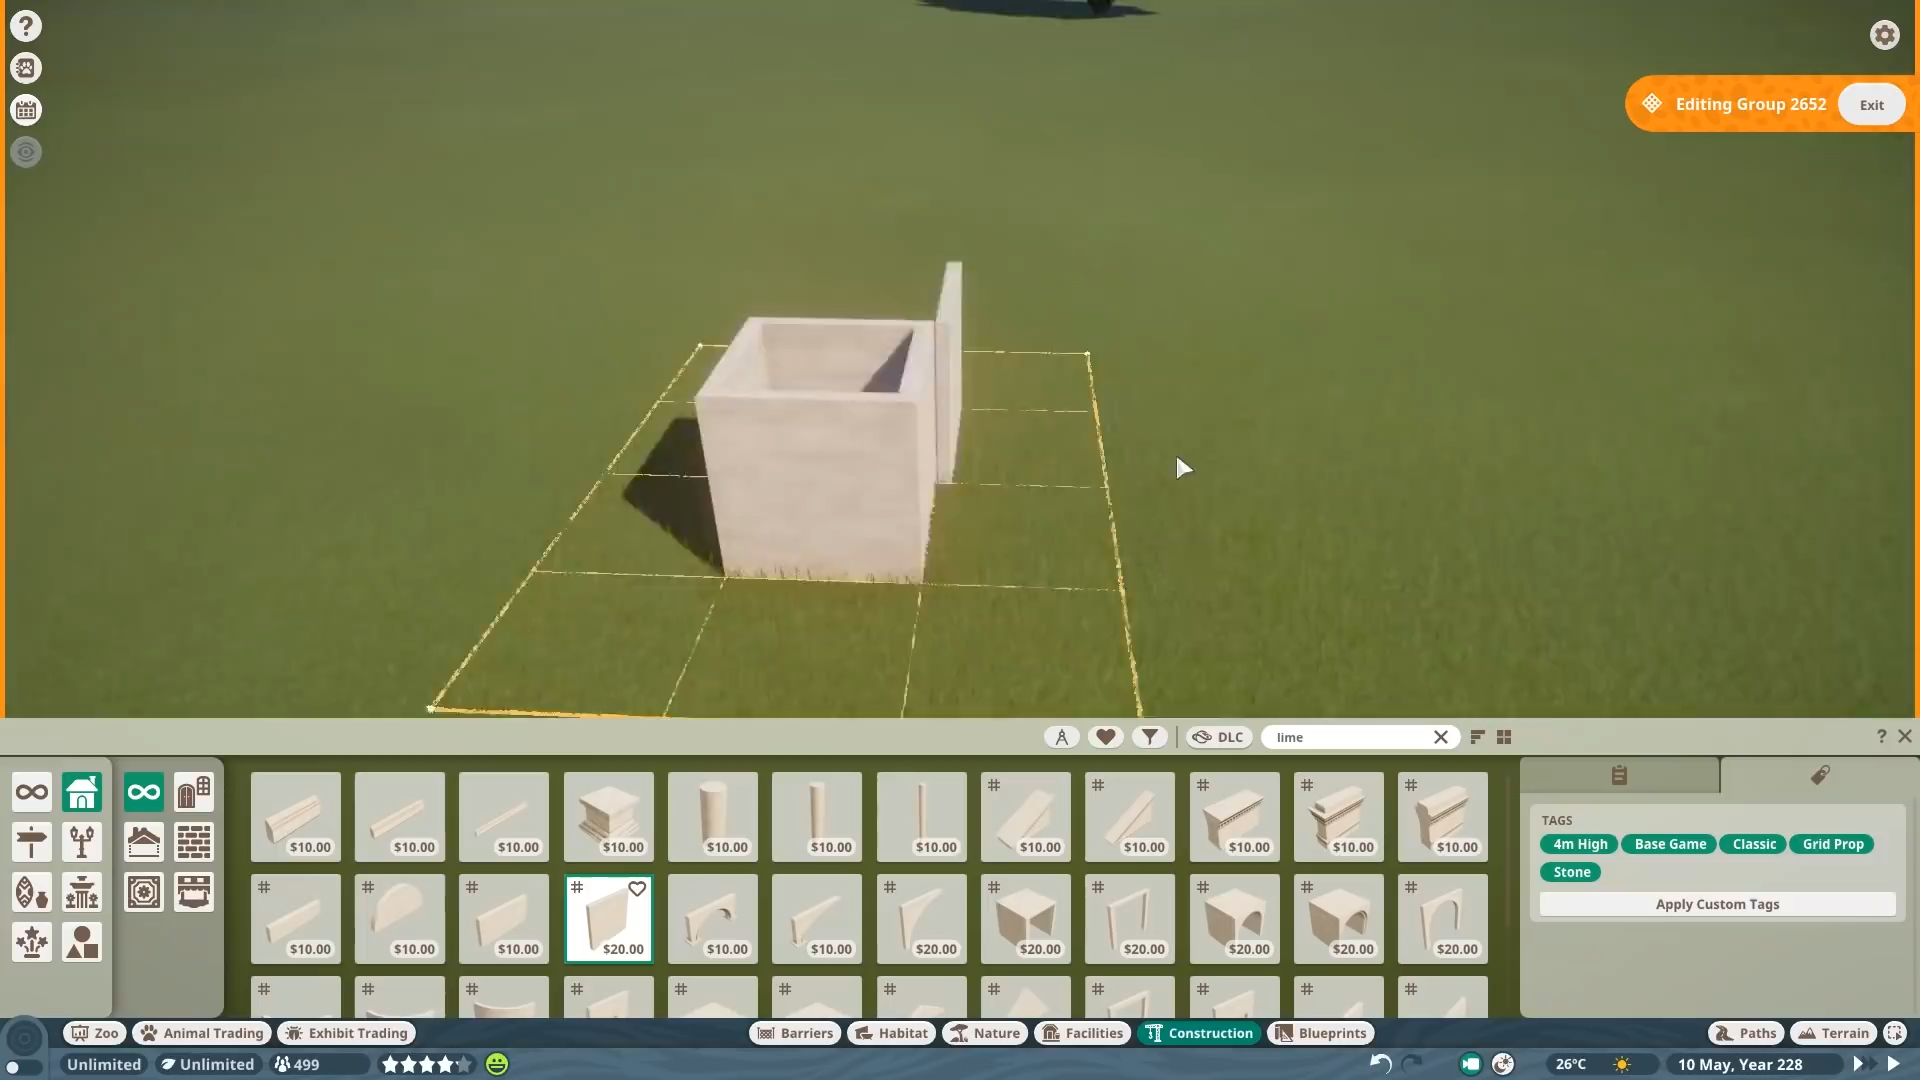 Editing Group 2652 Exit
DLC lime ?
$10.00 $10.00 $10.00 $10.00 $10.00 $10.00 $10.00 $10.00 $10.00 $10.00 $10.00 $10.00
$10.00 $10.00 $10.00 $20.00 $10.00 $10.00 $20.00 $20.00 $20.00 $20.00 $20.00 $20.00
TAGS
4m High Base Game Classic Grid Prop
Stone
Apply Custom Tags
Zoo Animal Trading Exhibit Trading Barriers Habitat Nature Facilities Construction Blueprints Paths Terrain
Unlimited Unlimited 499 26°C 10 May, Year 228